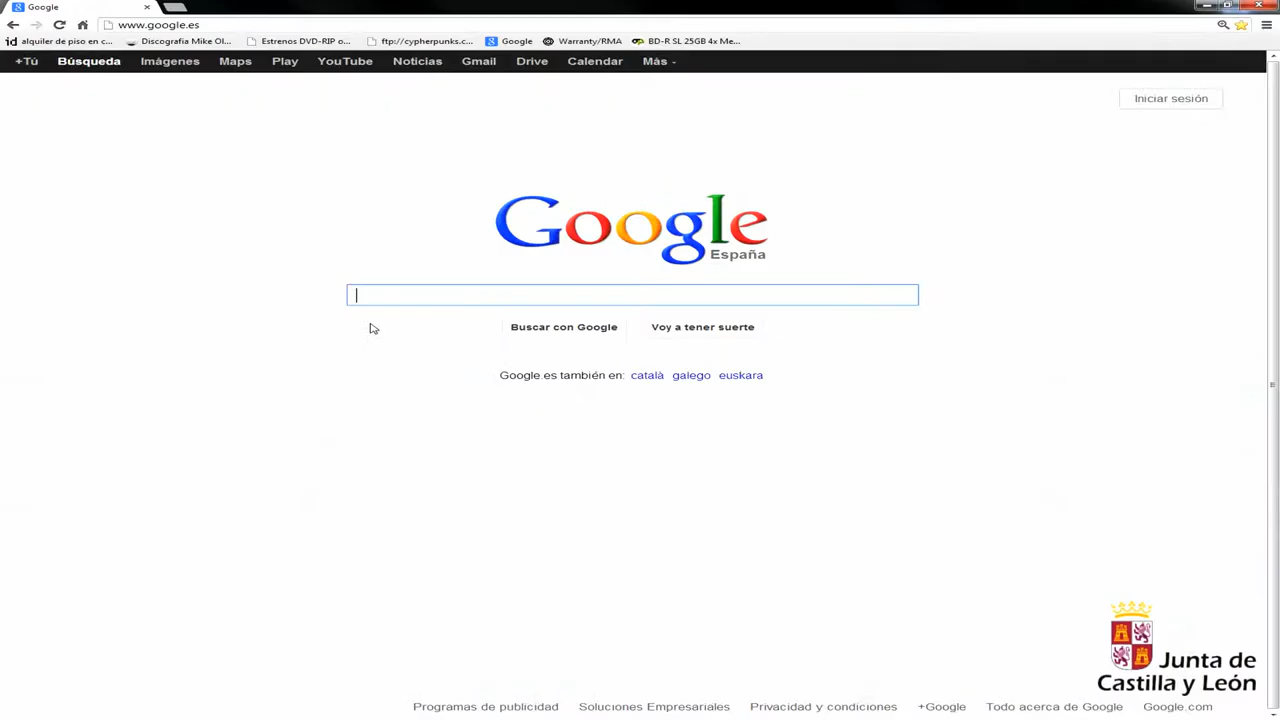 Google
www.google.es
alquiler de piso en c...
Discografia Mike Ol...
Estrenos DVD-RIP o...
ftp://cypherpunks.c...
Google
Warranty/RMA
BD-R SL 25GB 4x Me...
+Tú Búsqueda Imágenes Maps Play YouTube Noticias Gmail Drive Calendar Más
Iniciar sesión
Google
España
Buscar con Google
Voy a tener suerte
Google.es también en: català galego euskara
Junta de
Castilla y León
Programas de publicidad Soluciones Empresariales Privacidad y condiciones +Google Todo acerca de Google Google.com